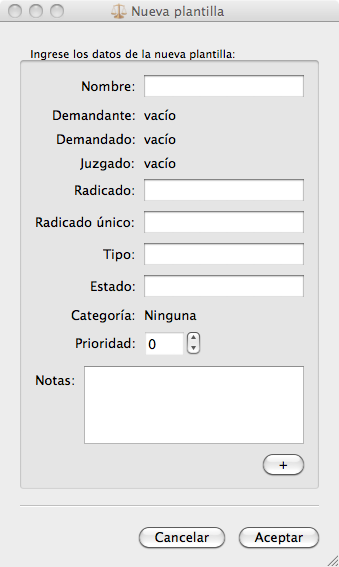 Nueva plantilla
Ingrese los datos de la nueva plantilla:
Nombre:
Demandante: vacío
Demandado: vacío
Juzgado: vacío
Radicado:
Radicado único:
Tipo:
Estado:
Categoría: Ninguna
Prioridad: 0
Notas:
+
Cancelar Aceptar